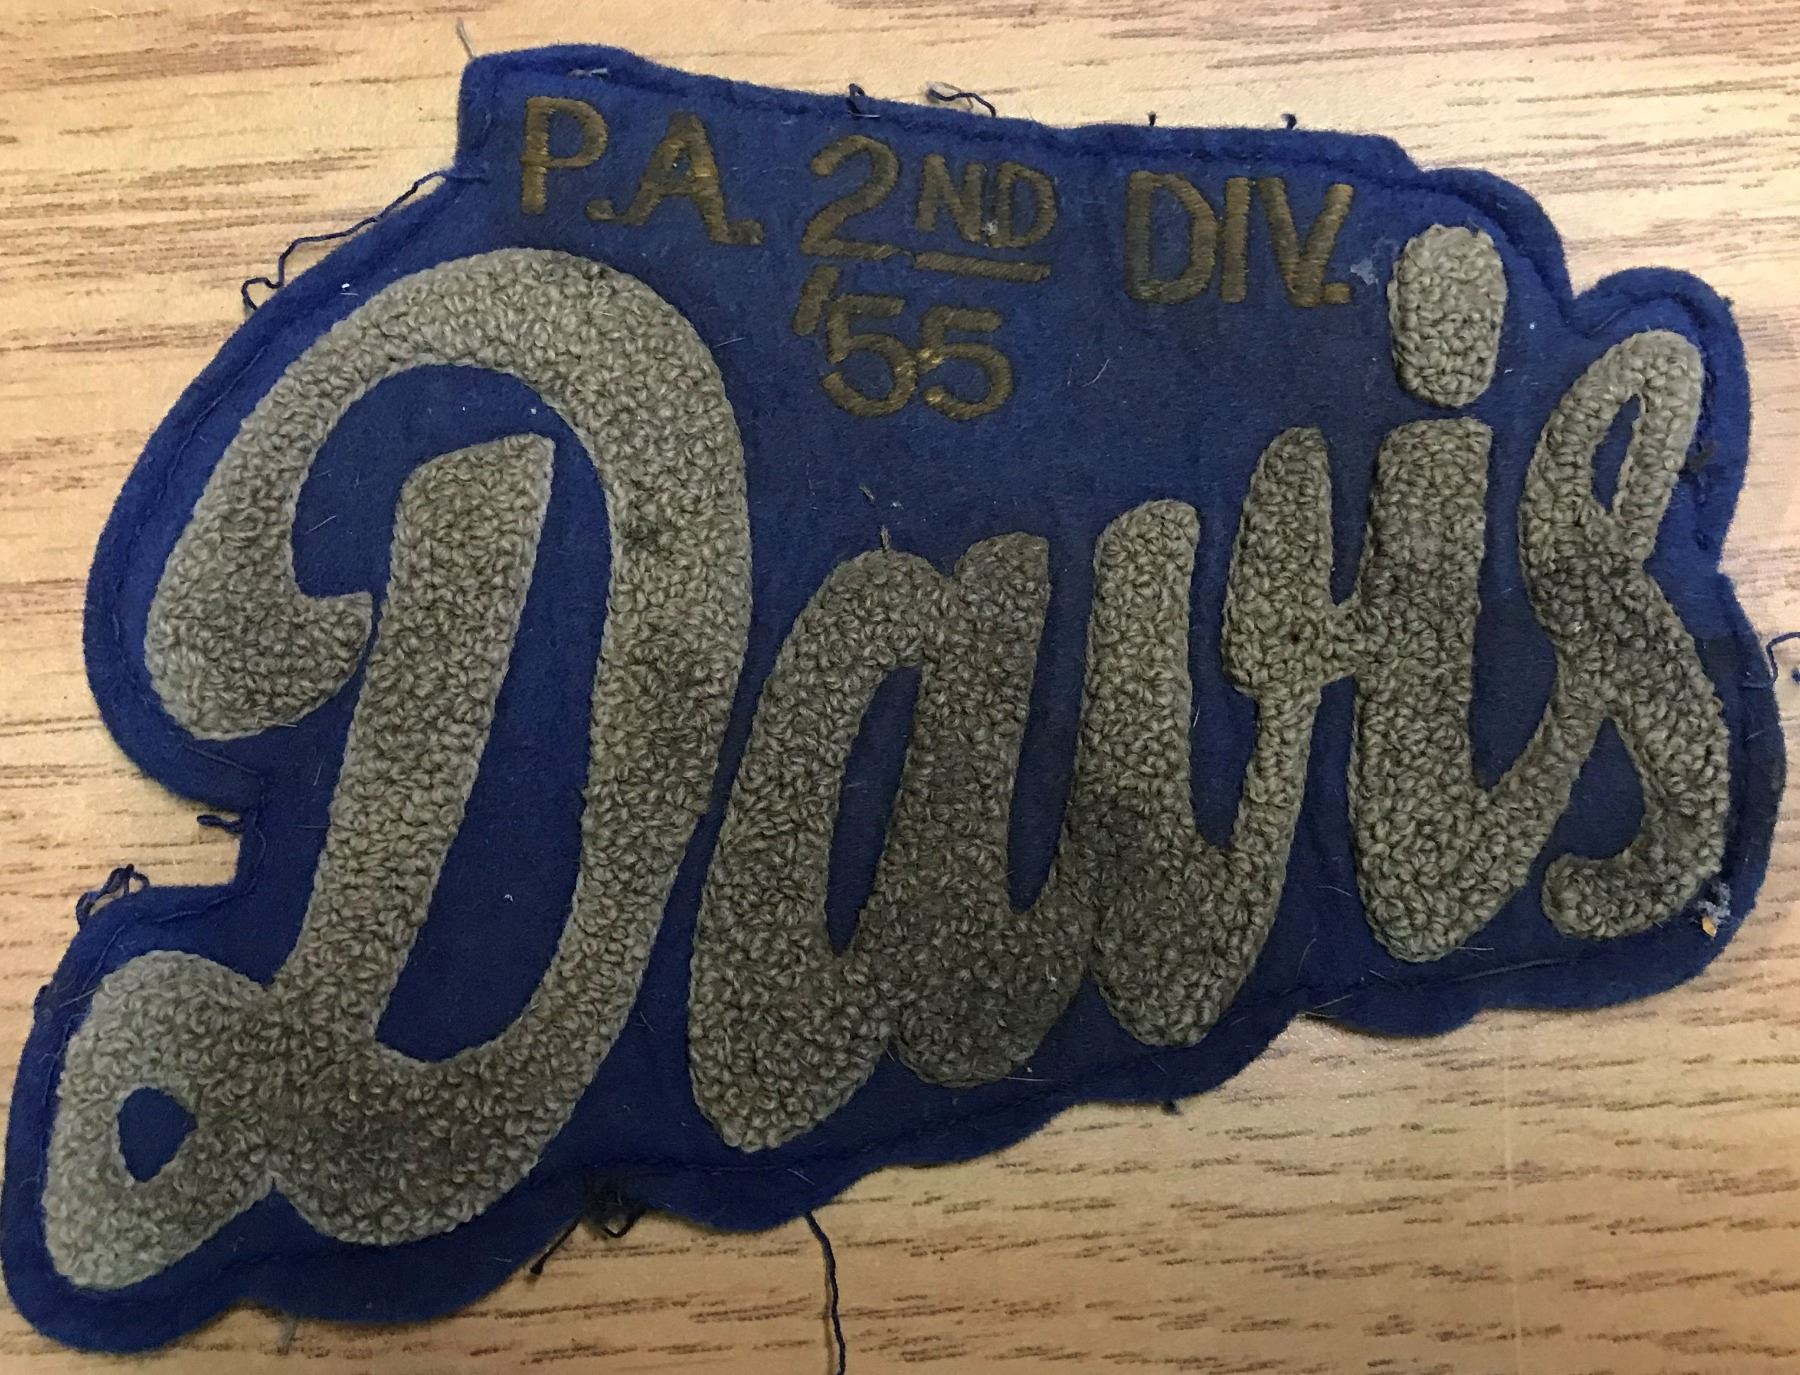 P.A. 2ND DIV.
'55
Davis